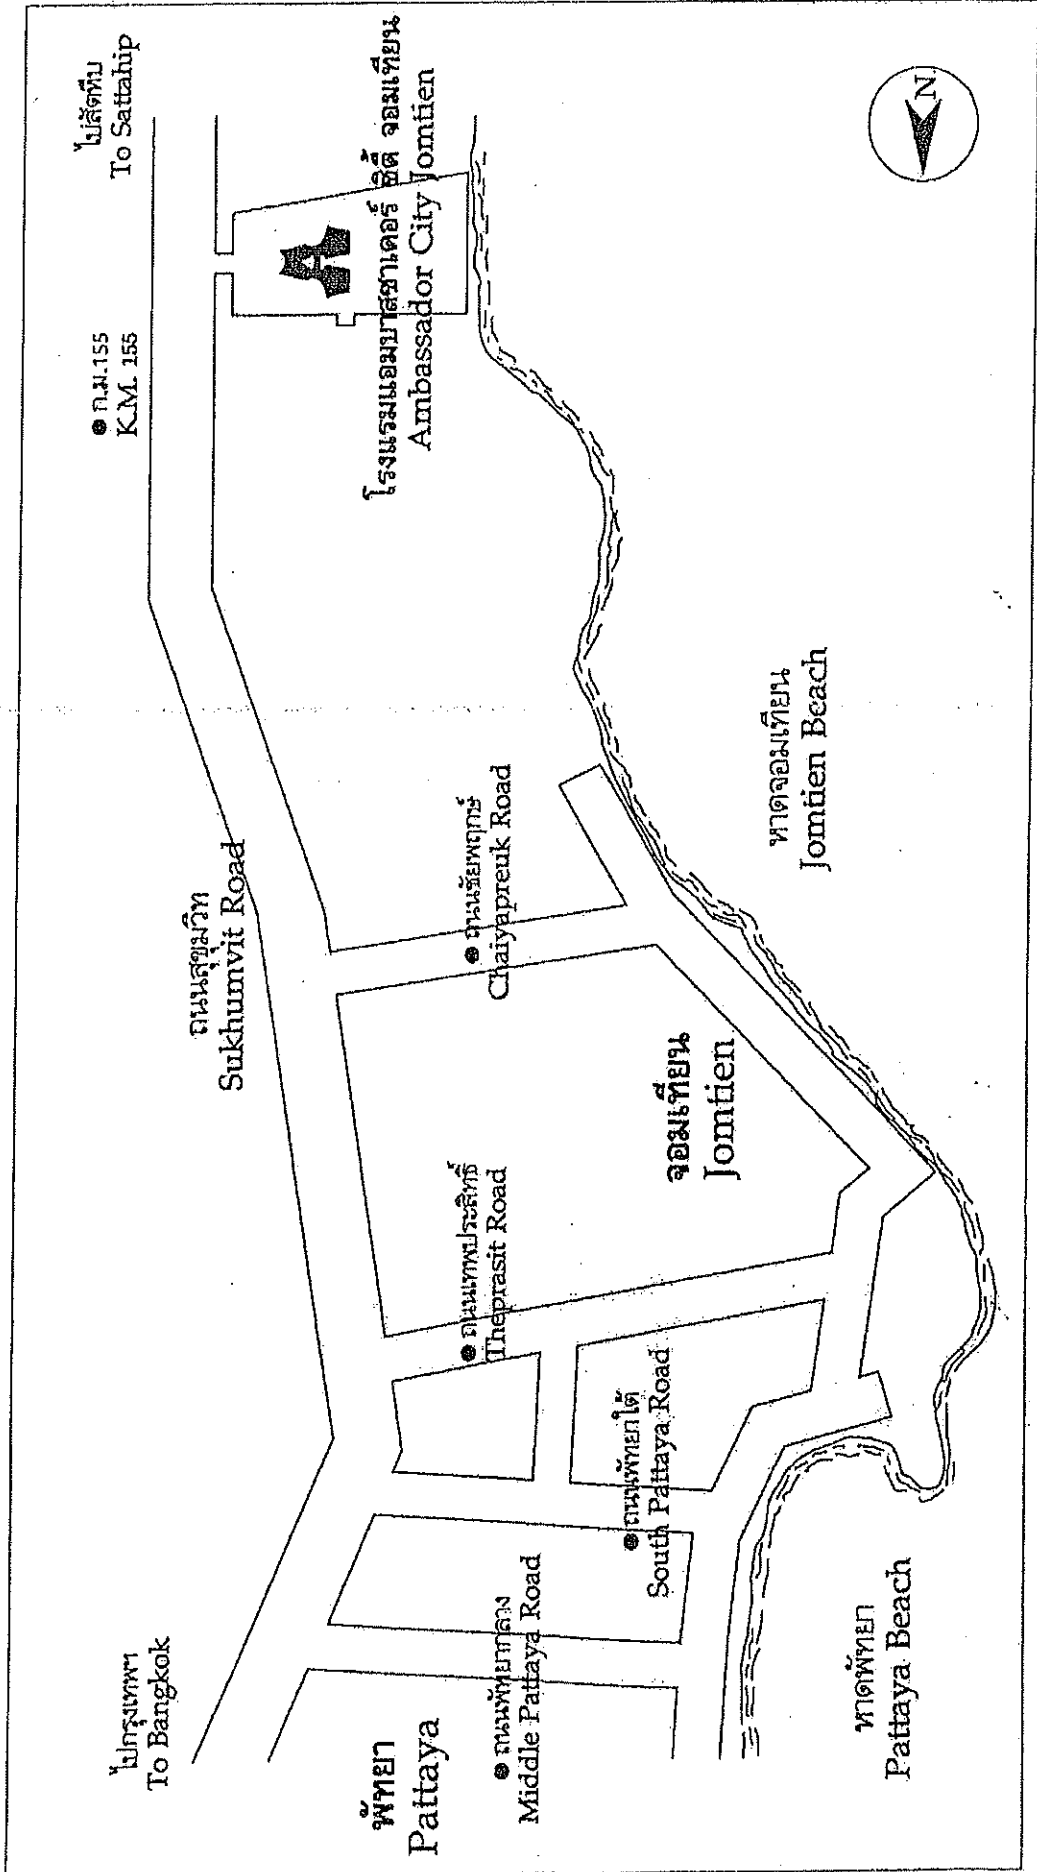 ไปกรุงเทพฯ
To Bangkok
ถนนสุขุมวิท
Sukhumvit Road
ก.ม.155
K.M. 155
ไปสัตหีบ
To Sattahip
พัทยา
Pattaya
ถนนพัทยากลาง
Middle Pattaya Road
ถนนพัทยาใต้
South Pattaya Road
ถนนเทพประสิทธิ์
Theprasit Road
ถนนชัยพฤกษ์
Chaiyapreuk Road
โรงแรมแอมบาสซาเดอร์ ซิตี้ จอมเทียน
Ambassador City Jomtien
จอมเทียน
Jomtien
หาดพัทยา
Pattaya Beach
หาดจอมเทียน
Jomtien Beach
N